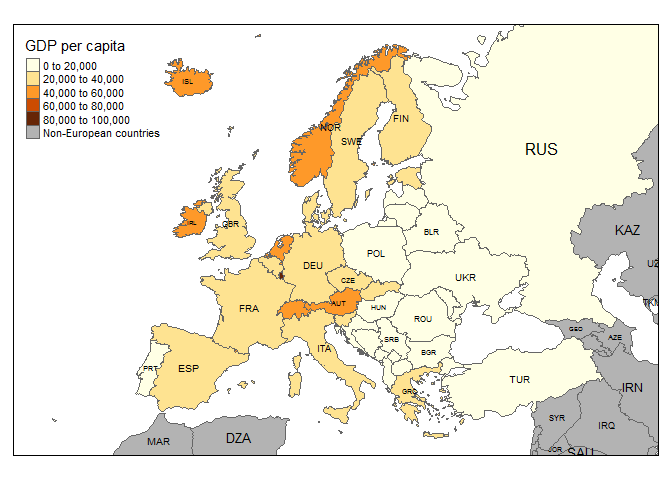 GDP per capita
0 to 20,000
20,000 to 40,000
40,000 to 60,000
60,000 to 80,000
80,000 to 100,000
Non-European countries
ISL
NOR
SWE
FIN
RUS
IRL
GBR
BLR
KAZ
POL
DEU
UKR
CZE
UZ
FRA
AUT
HUN
ROU
TKM
ITA
SRB
GEO
AZE
PRT
ESP
BGR
GRC
TUR
IRN
SYR
IRQ
MAR
DZA
JOR
SAU